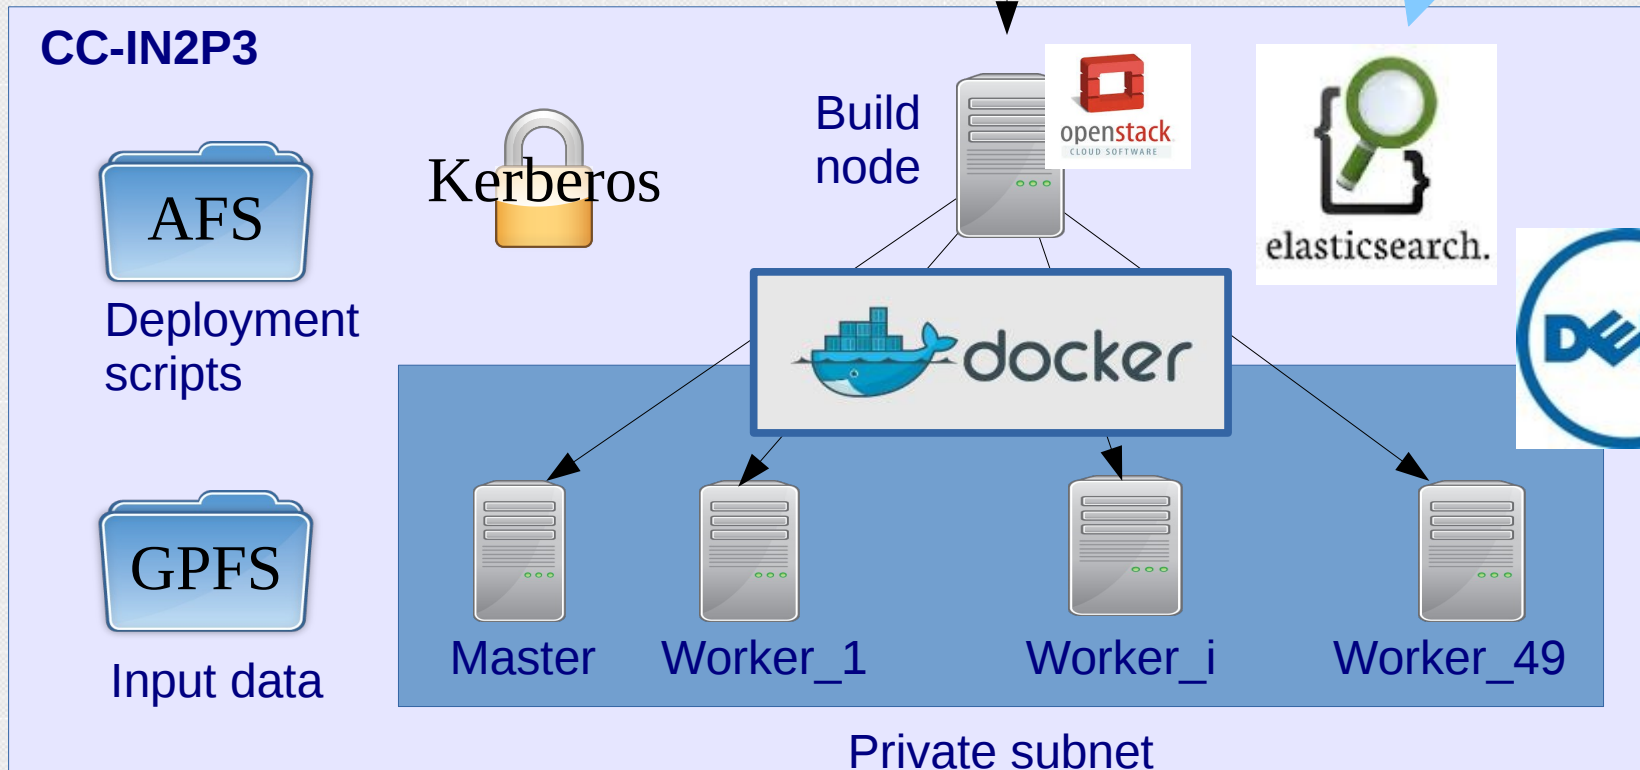 CC-IN2P3
AFS
Deployment
scripts
Kerberos
Build
node
openstack
CLOUD SOFTWARE
elasticsearch.
docker
GPFS
Input data
Master
Worker_1
Worker_i
Worker_49
Private subnet